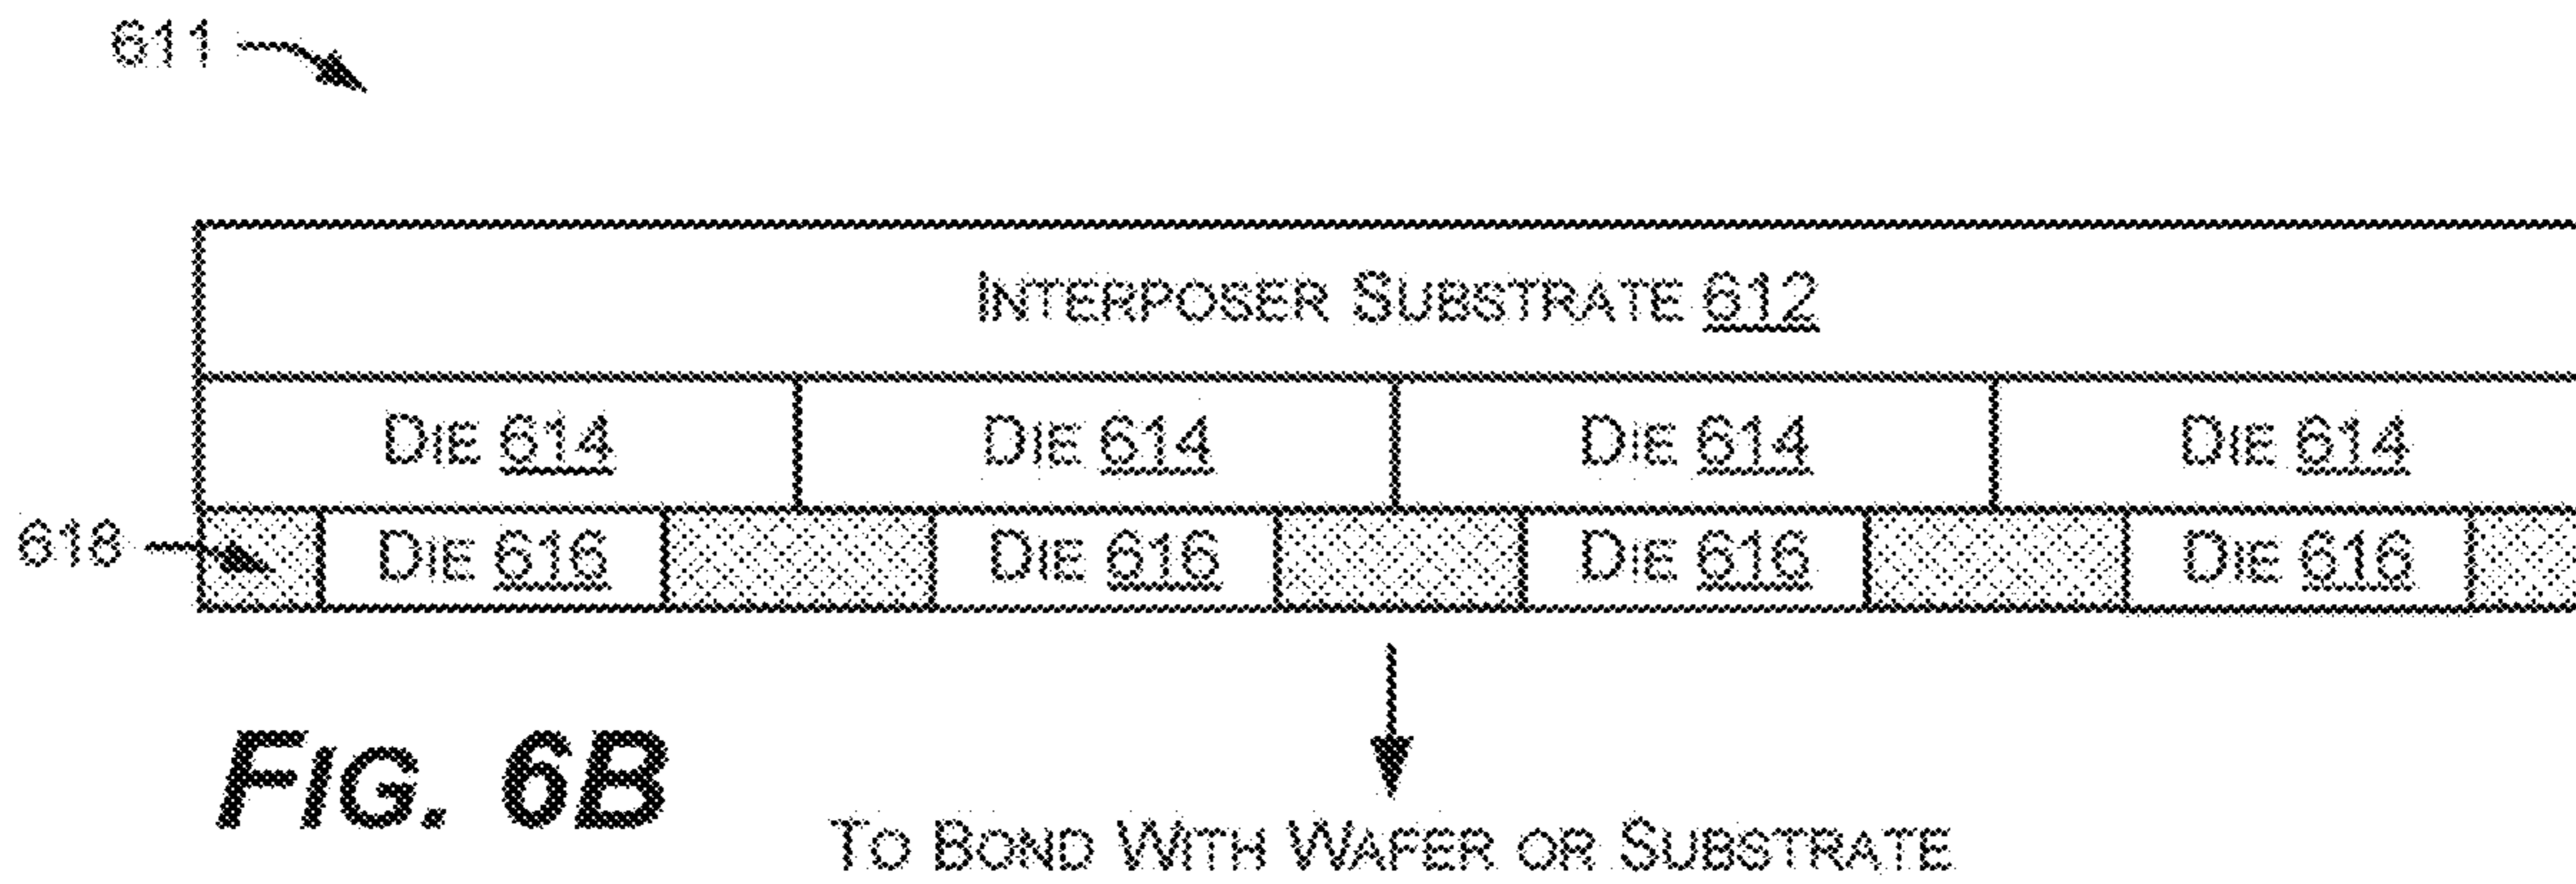 611
INTERPOSER SUBSTRATE 612
DIE 614 DIE 614 DIE 614 DIE 614
618 DIE 616 DIE 616 DIE 616 DIE 616
FIG. 6B
TO BOND WITH WAFER OR SUBSTRATE